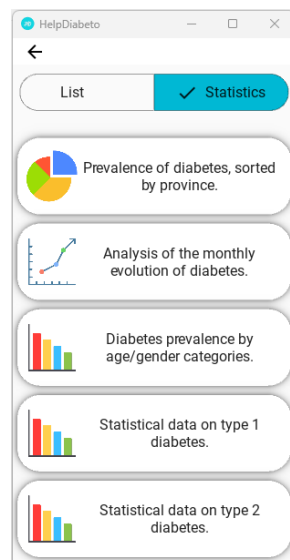 HelpDiabeto
List
Statistics
Prevalence of diabetes, sorted
by province.
Analysis of the monthly
evolution of diabetes.
Diabetes prevalence by
age/gender categories.
Statistical data on type 1
diabetes.
Statistical data on type 2
diabetes.